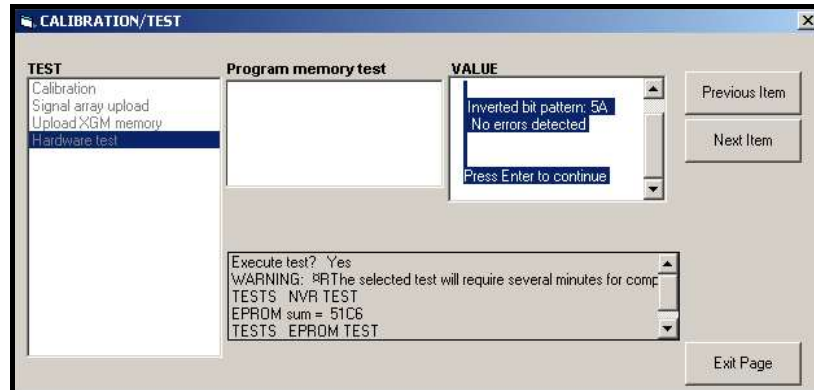 CALIBRATION/TEST
TEST
Calibration
Signal array upload
Upload XGM memory
Hardware test
Program memory test
VALUE
Inverted bit pattern: 5A
No errors detected
Press Enter to continue
Previous Item
Next Item
Execute test? Yes
WARNING: ¤RThe selected test will require several minutes for comp
TESTS NVR TEST
EPROM sum = 51C6
TESTS EPROM TEST
Exit Page